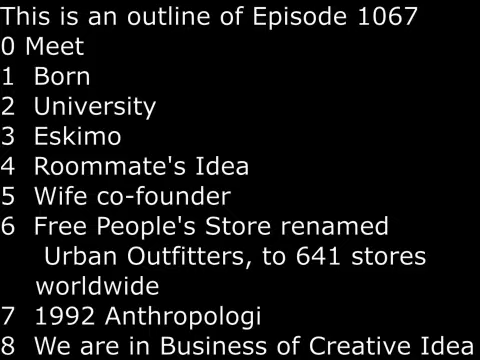 This is an outline of Episode 1067
0 Meet
1 Born
2 University
3 Eskimo
4 Roommate's Idea
5 Wife co-founder
6 Free People's Store renamed
Urban Outfitters, to 641 stores
worldwide
7 1992 Anthropologi
8 We are in Business of Creative Idea